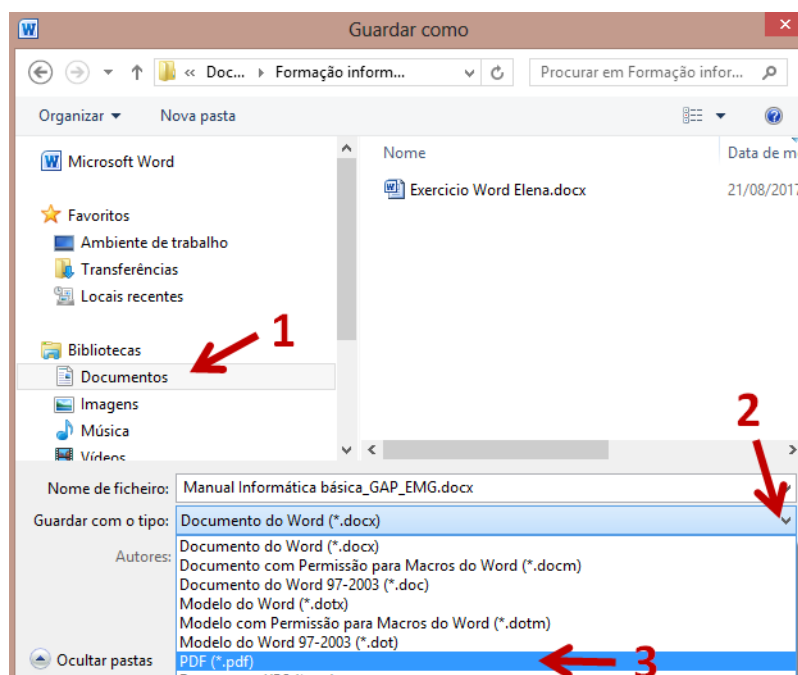 Guardar como
« Doc... Formação inform...
Procurar em Formação infor...
Organizar
Nova pasta
Microsoft Word
Nome
Data de m
Exercicio Word Elena.docx
21/08/2017
Favoritos
Ambiente de trabalho
Transferências
Locais recentes
1
Bibliotecas
Documentos
Imagens
Música
Vídeos
2
Nome de ficheiro: Manual Informática básica_GAP_EMG.docx
Guardar com o tipo: Documento do Word (*.docx)
Autores:
Documento do Word (*.docx)
Documento com Permissão para Macros do Word (*.docm)
Documento do Word 97-2003 (*.doc)
Modelo do Word (*.dotx)
Modelo com Permissão para Macros do Word (*.dotm)
Modelo do Word 97-2003 (*.dot)
Ocultar pastas
PDF (*.pdf)
3